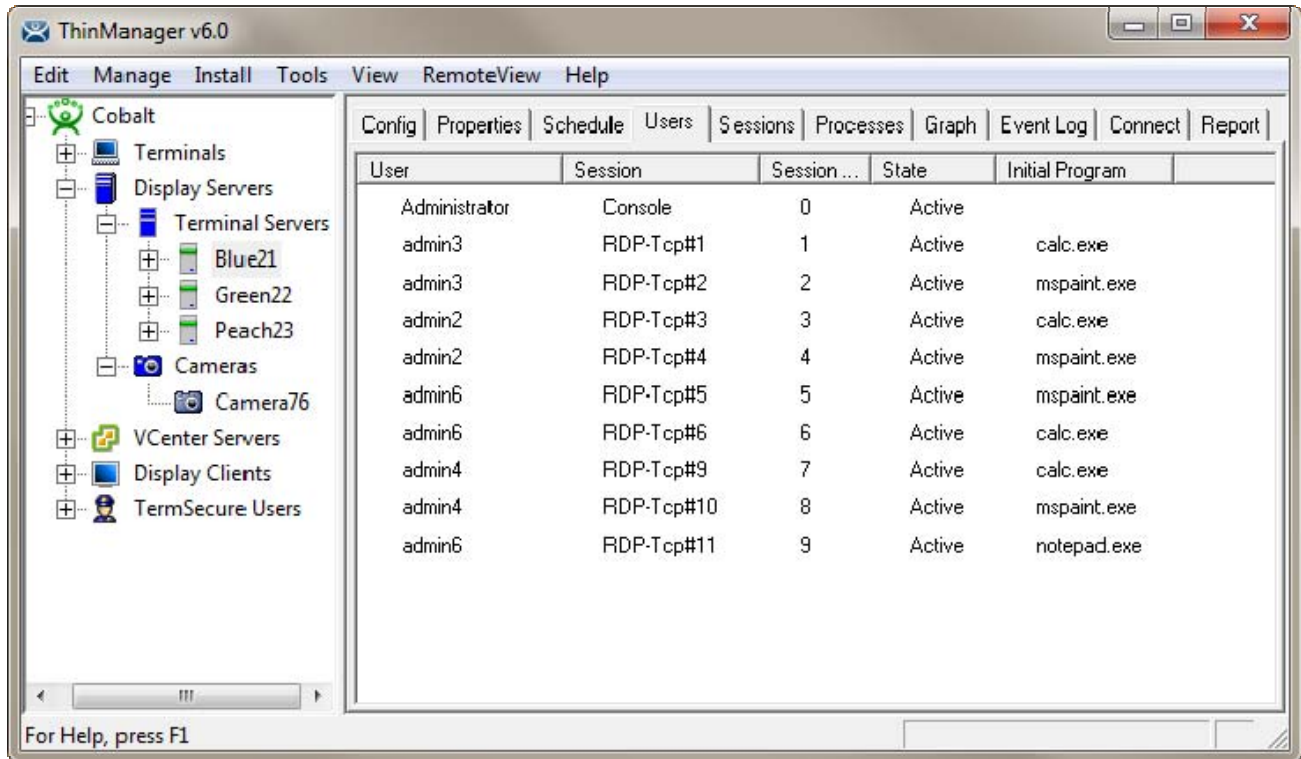 ThinManager v6.0
Edit Manage Install Tools View RemoteView Help
Cobalt
Terminals
Display Servers
Terminal Servers
Blue21
Green22
Peach23
Cameras
Camera76
VCenter Servers
Display Clients
TermSecure Users
Config Properties Schedule Users Sessions Processes Graph Event Log Connect Report
User Session Session ... State Initial Program
Administrator Console 0 Active
admin3 RDP-Tcp#1 1 Active calc.exe
admin3 RDP-Tcp#2 2 Active mspaint.exe
admin2 RDP-Tcp#3 3 Active calc.exe
admin2 RDP-Tcp#4 4 Active mspaint.exe
admin6 RDP-Tcp#5 5 Active mspaint.exe
admin6 RDP-Tcp#6 6 Active calc.exe
admin4 RDP-Tcp#9 7 Active calc.exe
admin4 RDP-Tcp#10 8 Active mspaint.exe
admin6 RDP-Tcp#11 9 Active notepad.exe
For Help, press F1